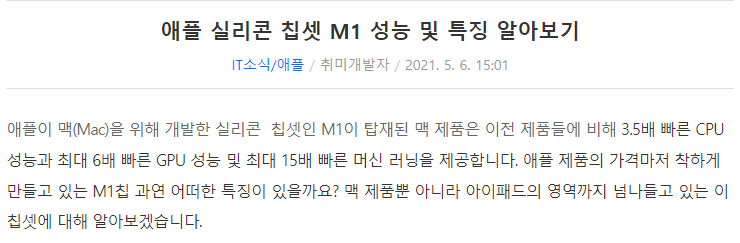 애플 실리콘 칩셋 M1 성능 및 특징 알아보기
IT소식/애플 / 취미개발자 / 2021. 5. 6. 15:01
애플이 맥(Mac)을 위해 개발한 실리콘 칩셋인 M1이 탑재된 맥 제품은 이전 제품들에 비해 3.5배 빠른 CPU
성능과 최대 6배 빠른 GPU 성능 및 최대 15배 빠른 머신 러닝을 제공합니다. 애플 제품의 가격마저 착하게
만들고 있는 M1칩 과연 어떠한 특징이 있을까요? 맥 제품뿐 아니라 아이패드의 영역까지 넘나들고 있는 이
칩셋에 대해 알아보겠습니다.